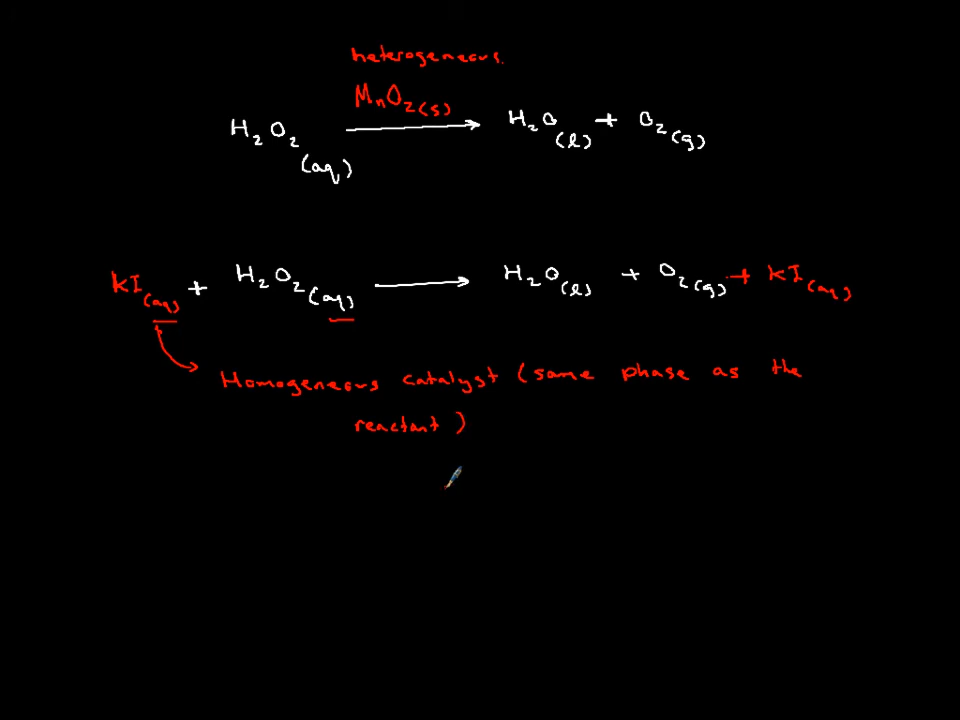 heterogeneous.
MnO2(s)
H2O2(aq) → H2O(l) + O2(g)
KI(aq) + H2O2(aq) → H2O(l) + O2(g) + KI(aq)
Homogeneous catalyst (same phase as the
reactant)